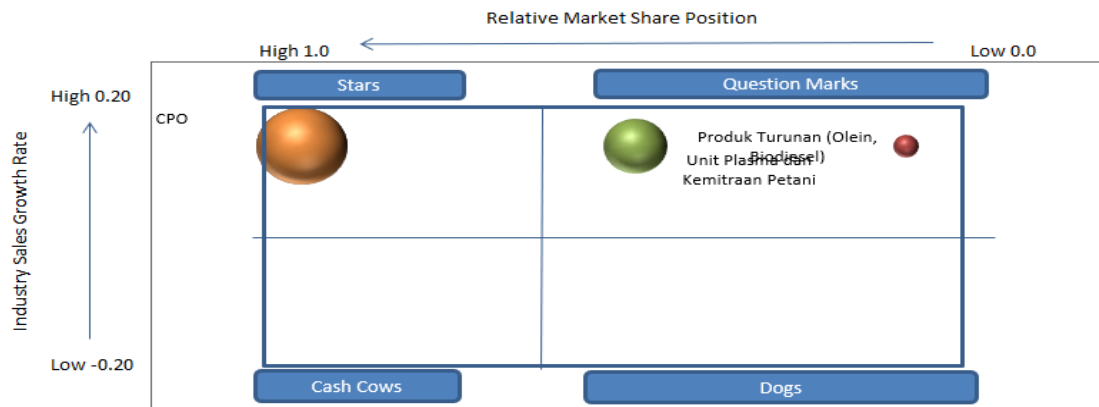 Relative Market Share Position
High 1.0
Low 0.0
Stars
Question Marks
High 0.20
CPO
Produk Turunan (Olein,
Biodiesel)
Unit Plasma dan
Kemitraan Petani
Industry Sales Growth Rate
Low -0.20
Cash Cows
Dogs